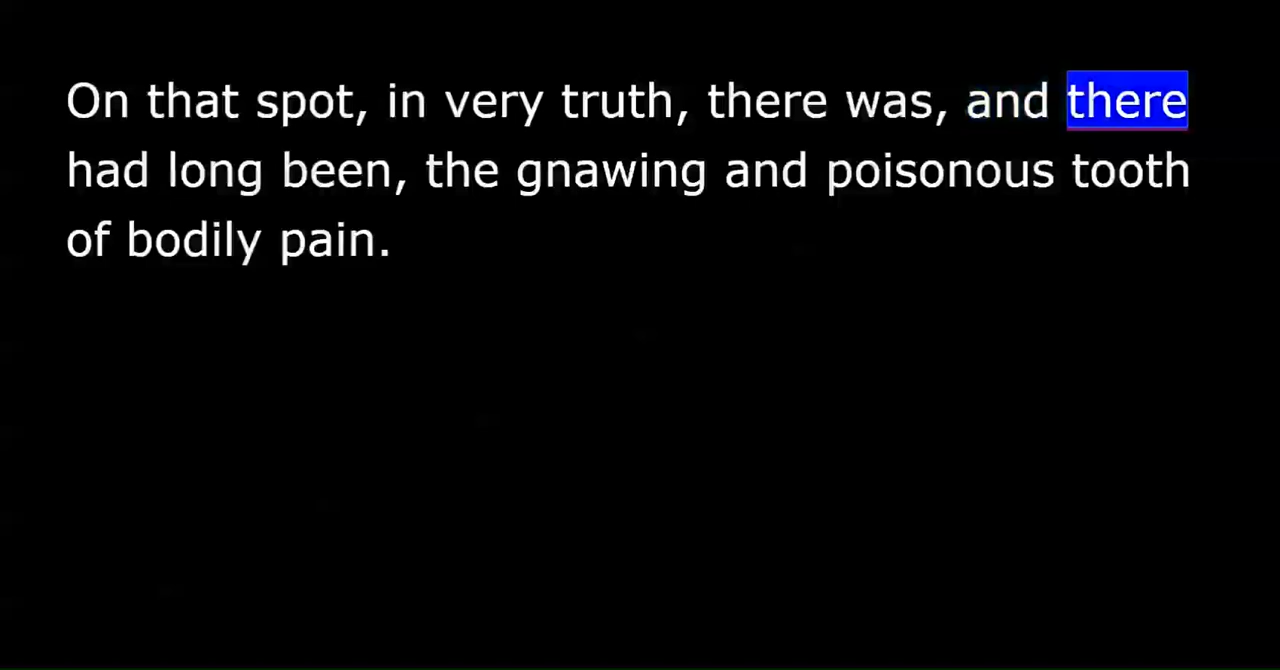 On that spot, in very truth, there was, and there
had long been, the gnawing and poisonous tooth
of bodily pain.